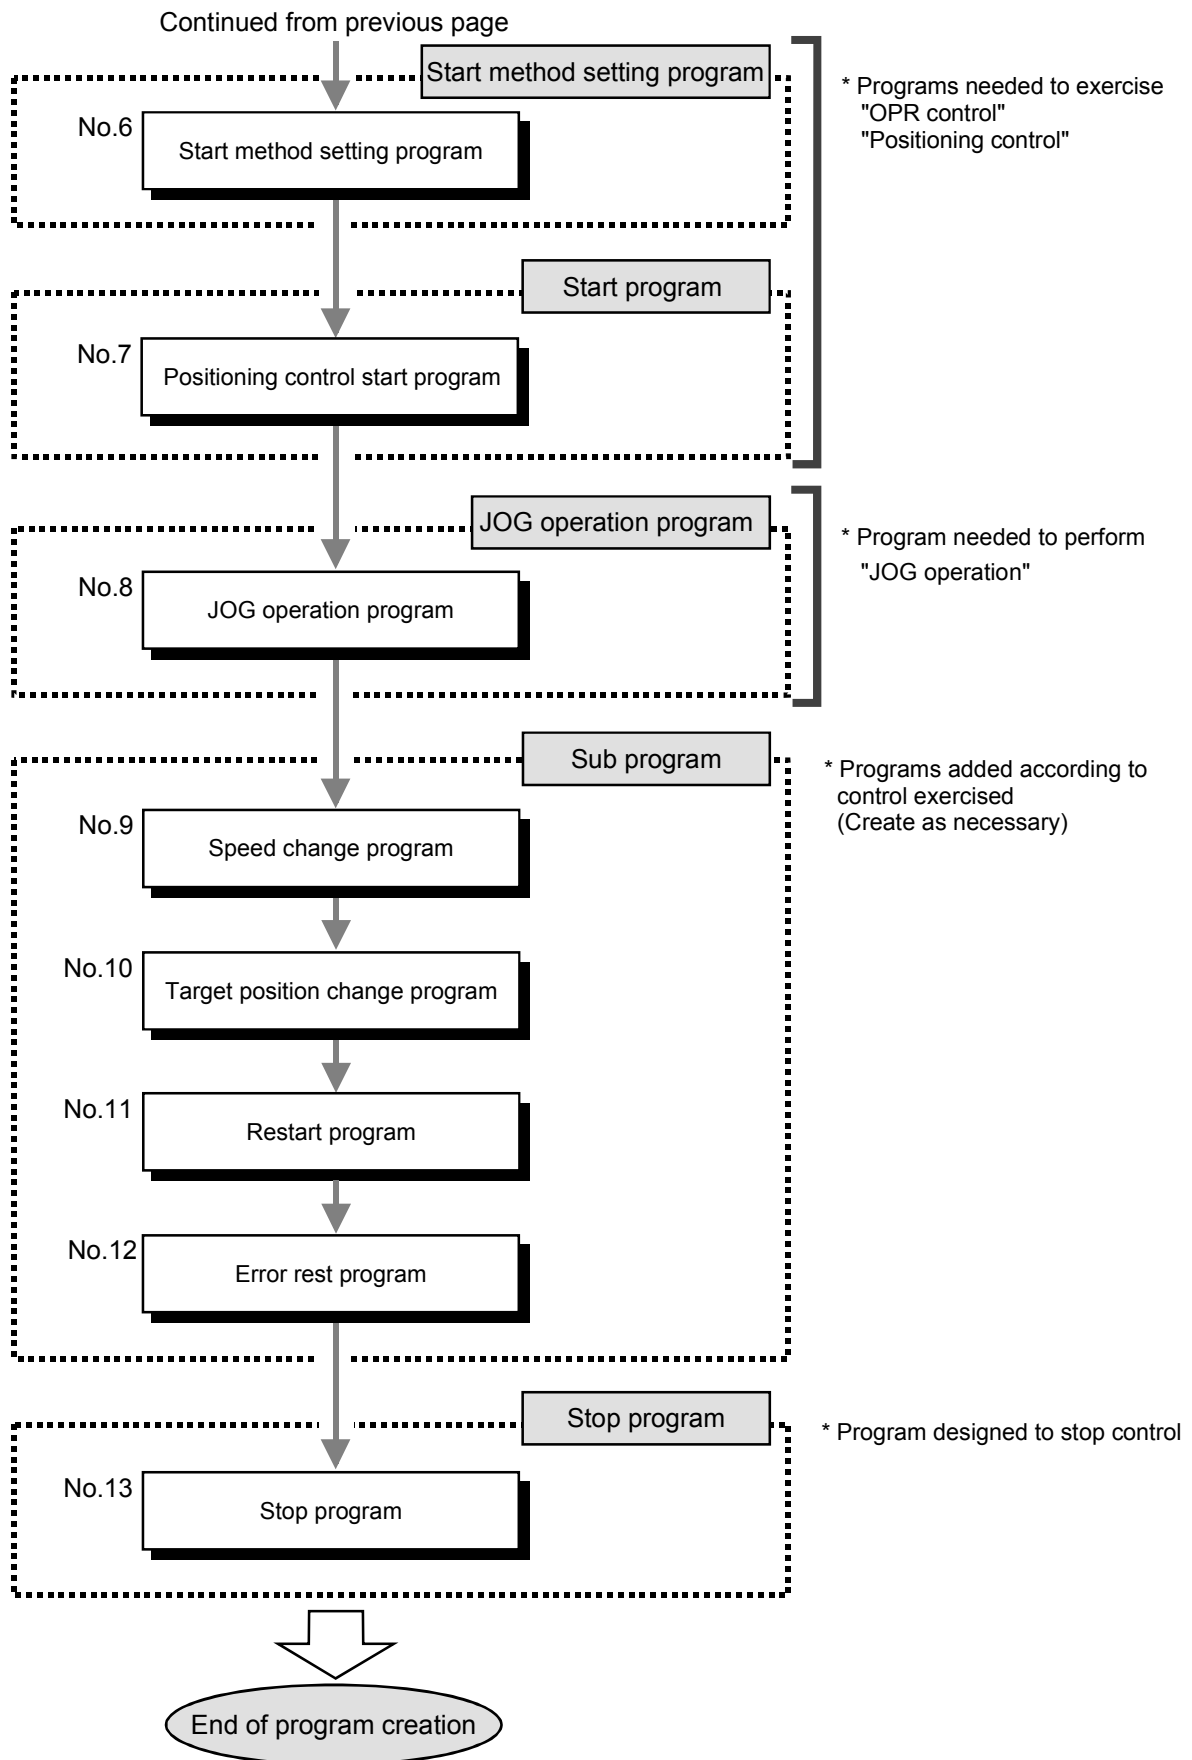 Continued from previous page
Start method setting program
* Programs needed to exercise
"OPR control"
"Positioning control"
No.6
Start method setting program
Start program
No.7
Positioning control start program
JOG operation program
* Program needed to perform
"JOG operation"
No.8
JOG operation program
Sub program
* Programs added according to
control exercised
(Create as necessary)
No.9
Speed change program
No.10
Target position change program
No.11
Restart program
No.12
Error rest program
Stop program
* Program designed to stop control
No.13
Stop program
End of program creation